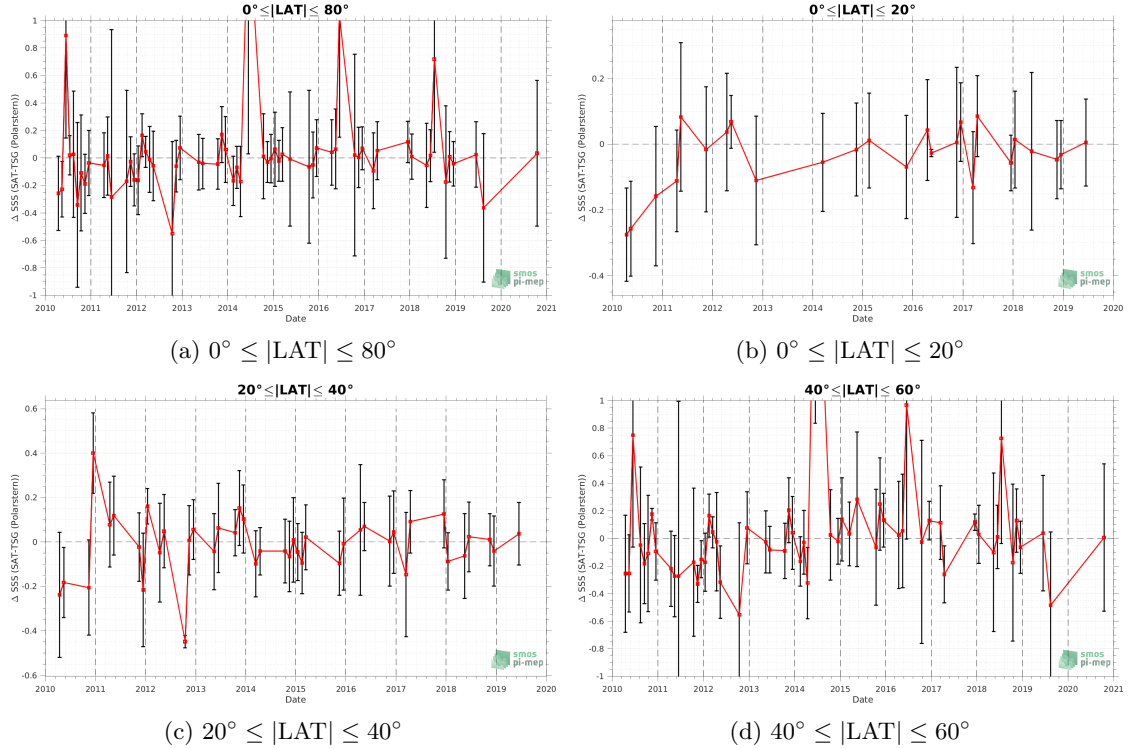 0°≤|LAT|≤ 80°
Δ SSS (SAT-TSG (Polarstern))
1
0.8
0.6
0.4
0.2
0
-0.2
-0.4
-0.6
-0.8
-1
2010 2011 2012 2013 2014 2015 2016 2017 2018 2019 2020 2021
Date
smos
pi-mep
(a) 0° ≤ |LAT| ≤ 80°
0°≤|LAT|≤ 20°
Δ SSS (SAT-TSG (Polarstern))
0.2
0
-0.2
-0.4
2010 2011 2012 2013 2014 2015 2016 2017 2018 2019 2020
Date
smos
pi-mep
(b) 0° ≤ |LAT| ≤ 20°
20°≤|LAT|≤ 40°
Δ SSS (SAT-TSG (Polarstern))
0.6
0.4
0.2
0
-0.2
-0.4
-0.6
2010 2011 2012 2013 2014 2015 2016 2017 2018 2019 2020
Date
smos
pi-mep
(c) 20° ≤ |LAT| ≤ 40°
40°≤|LAT|≤ 60°
Δ SSS (SAT-TSG (Polarstern))
1
0.8
0.6
0.4
0.2
0
-0.2
-0.4
-0.6
-0.8
-1
2010 2011 2012 2013 2014 2015 2016 2017 2018 2019 2020 2021
Date
smos
pi-mep
(d) 40° ≤ |LAT| ≤ 60°